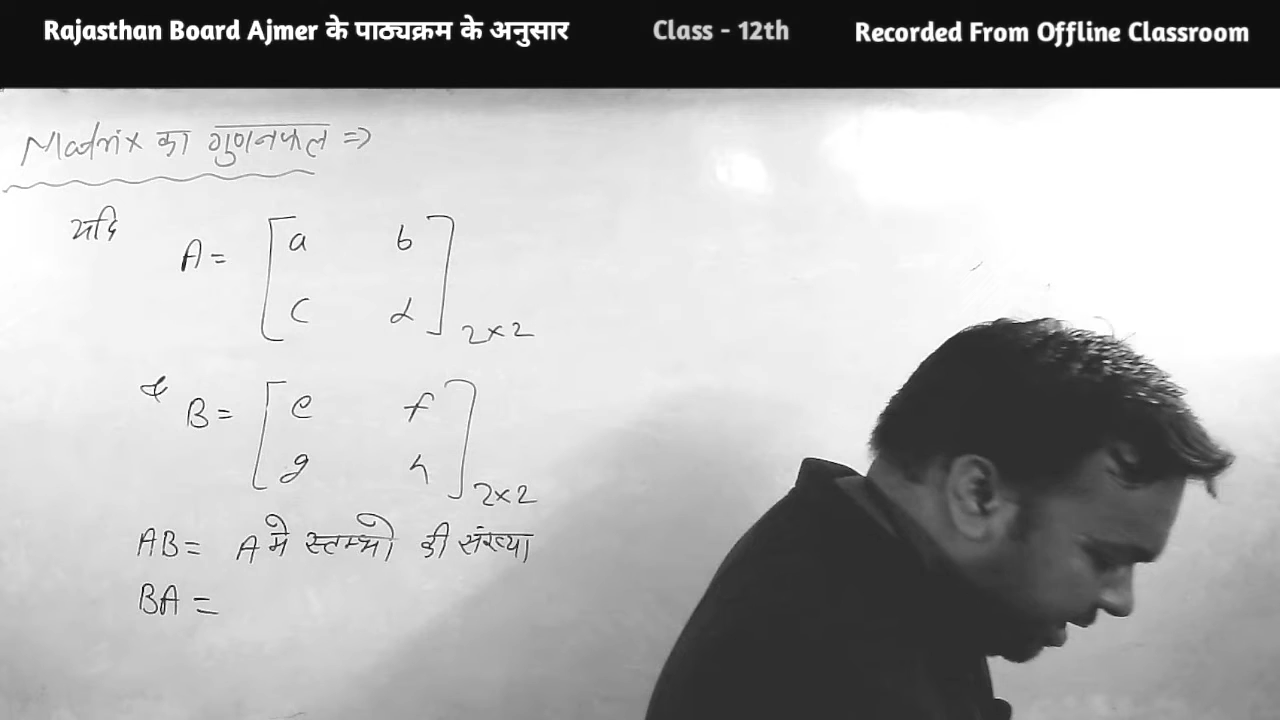 Rajasthan Board Ajmer के पाठ्यक्रम के अनुसार Class - 12th Recorded From Offline Classroom
Matrix का गुणनफल ⇒
यदि A = [a b
c d] 2×2
& B = [e f
g h] 2×2
AB = A मे स्तम्भो की संख्या
BA =